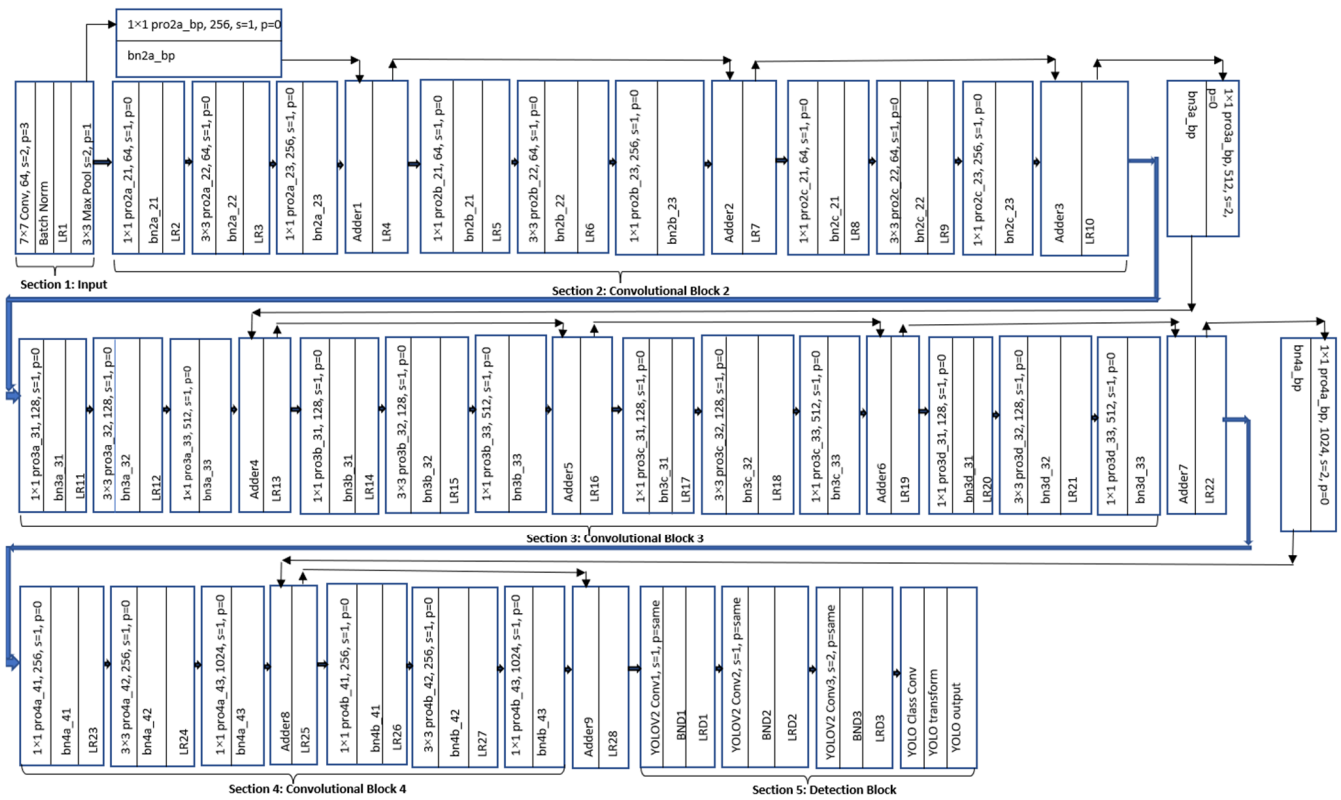 1×1 pro2a_bp, 256, s=1, p=0
bn2a_bp
7×7 Conv, 64, s=2, p=3
Batch Norm
LR1
3×3 Max Pool s=2, p=1
1×1 pro2a_21, 64, s=1, p=0
bn2a_21
LR2
3×3 pro2a_22, 64, s=1, p=0
bn2a_22
LR3
1×1 pro2a_23, 256, s=1, p=0
bn2a_23
Adder1
LR4
1×1 pro2b_21, 64, s=1, p=0
bn2b_21
LR5
3×3 pro2b_22, 64, s=1, p=0
bn2b_22
LR6
1×1 pro2b_23, 256, s=1, p=0
bn2b_23
Adder2
LR7
1×1 pro2c_21, 64, s=1, p=0
bn2c_21
LR8
3×3 pro2c_22, 64, s=1, p=0
bn2c_22
LR9
1×1 pro2c_23, 256, s=1, p=0
bn2c_23
Adder3
LR10
1×1 pro3a_bp, 512, s=2,
p=0
bn3a_bp
Section 1: Input
Section 2: Convolutional Block 2
1×1 pro3a_31, 128, s=1, p=0
bn3a_31
LR11
3×3 pro3a_32, 128, s=1, p=0
bn3a_32
LR12
1×1 pro3a_33, 512, s=1, p=0
bn3a_33
Adder4
LR13
1×1 pro3b_31, 128, s=1, p=0
bn3b_31
LR14
3×3 pro3b_32, 128, s=1, p=0
bn3b_32
LR15
1×1 pro3b_33, 512, s=1, p=0
bn3b_33
Adder5
LR16
1×1 pro3c_31, 128, s=1, p=0
bn3c_31
LR17
3×3 pro3c_32, 128, s=1, p=0
bn3c_32
LR18
1×1 pro3c_33, 512, s=1, p=0
bn3c_33
Adder6
LR19
1×1 pro3d_31, 128, s=1, p=0
bn3d_31
LR20
3×3 pro3d_32, 128, s=1, p=0
bn3d_32
LR21
1×1 pro3d_33, 512, s=1, p=0
bn3d_33
Adder7
LR22
1×1 pro4a_bp, 1024, s=2, p=0
bn4a_bp
Section 3: Convolutional Block 3
1×1 pro4a_41, 256, s=1, p=0
bn4a_41
LR23
3×3 pro4a_42, 256, s=1, p=0
bn4a_42
LR24
1×1 pro4a_43, 1024, s=1, p=0
bn4a_43
Adder8
LR25
1×1 pro4b_41, 256, s=1, p=0
bn4b_41
LR26
3×3 pro4b_42, 256, s=1, p=0
bn4b_42
LR27
1×1 pro4b_43, 1024, s=1, p=0
bn4b_43
Adder9
LR28
YOLOV2 Conv1, s=1, p=same
BND1
LRD1
YOLOV2 Conv2, s=1, p=same
BND2
LRD2
YOLOV2 Conv3, s=2, p=same
BND3
LRD3
YOLO Class Conv
YOLO transform
YOLO output
Section 4: Convolutional Block 4
Section 5: Detection Block